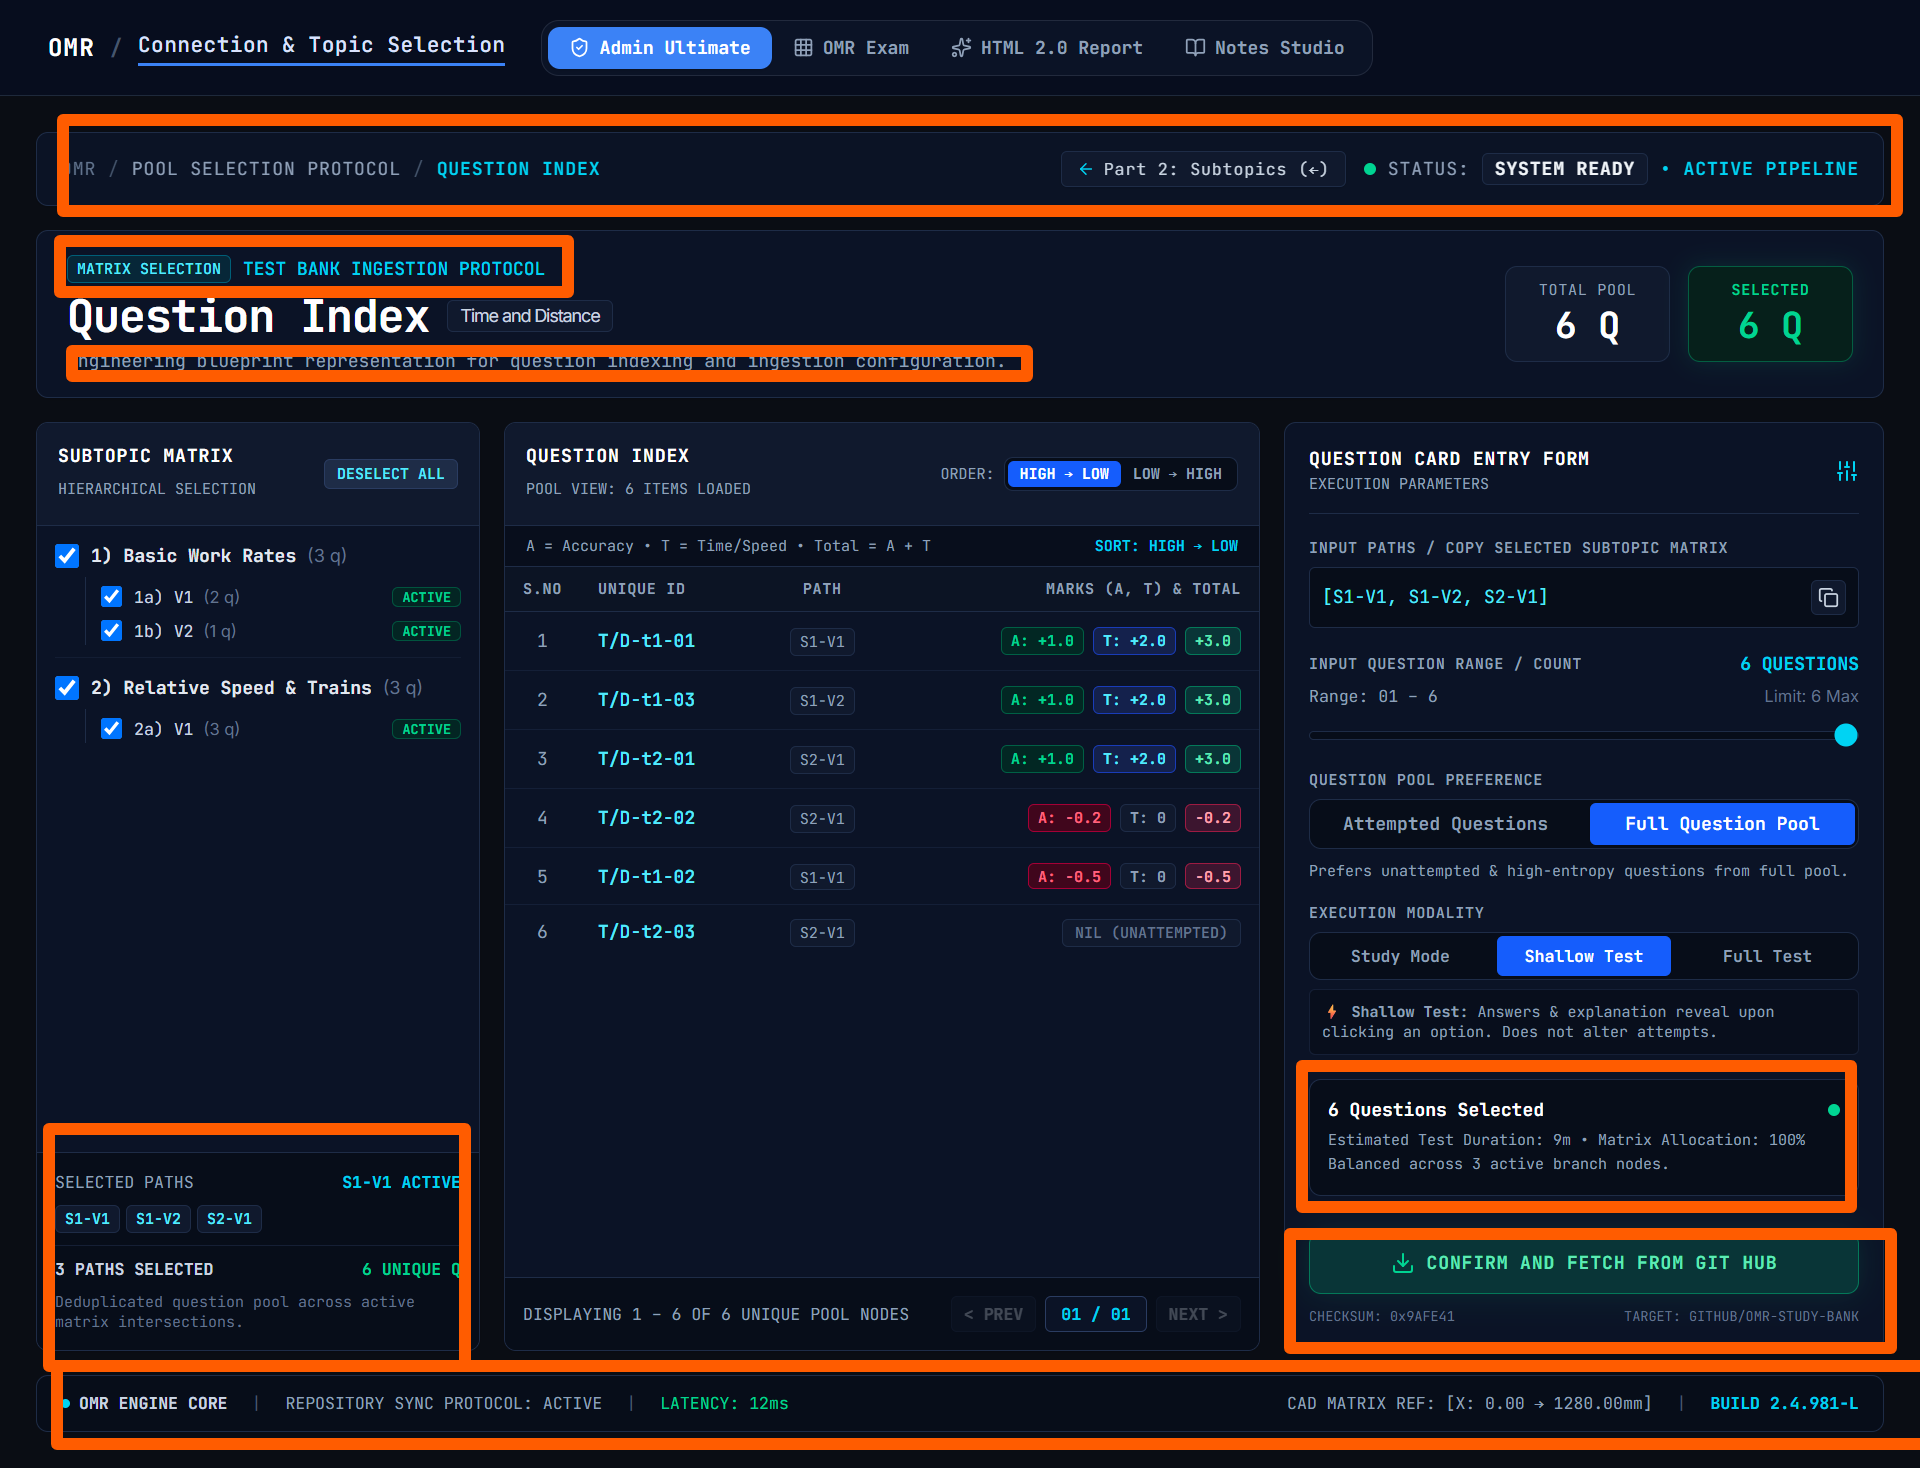 OMR / Connection & Topic Selection
Admin Ultimate
OMR Exam
HTML 2.0 Report
Notes Studio
/ POOL SELECTION PROTOCOL / QUESTION INDEX
← Part 2: Subtopics (←)
STATUS: SYSTEM READY • ACTIVE PIPELINE
MATRIX SELECTION TEST BANK INGESTION PROTOCOL
Question Index Time and Distance
blueprint representation for question indexing and ingestion configuration.
TOTAL POOL
6 Q
SELECTED
6 Q
SUBTOPIC MATRIX
HIERARCHICAL SELECTION
DESELECT ALL
1) Basic Work Rates (3 q)
1a) V1 (2 q) ACTIVE
1b) V2 (1 q) ACTIVE
2) Relative Speed & Trains (3 q)
2a) V1 (3 q) ACTIVE
SELECTED PATHS S1-V1 ACTIVE
S1-V1 S1-V2 S2-V1
3 PATHS SELECTED 6 UNIQUE Q
Deduplicated question pool across active
matrix intersections.
QUESTION INDEX
POOL VIEW: 6 ITEMS LOADED
ORDER: HIGH → LOW LOW → HIGH
A = Accuracy • T = Time/Speed • Total = A + T SORT: HIGH → LOW
S.NO UNIQUE ID PATH MARKS (A, T) & TOTAL
1 T/D-t1-01 S1-V1 A: +1.0 T: +2.0 +3.0
2 T/D-t1-03 S1-V2 A: +1.0 T: +2.0 +3.0
3 T/D-t2-01 S2-V1 A: +1.0 T: +2.0 +3.0
4 T/D-t2-02 S2-V1 A: -0.2 T: 0 -0.2
5 T/D-t1-02 S1-V1 A: -0.5 T: 0 -0.5
6 T/D-t2-03 S2-V1 NIL (UNATTEMPTED)
DISPLAYING 1 – 6 OF 6 UNIQUE POOL NODES < PREV 01 / 01 NEXT >
QUESTION CARD ENTRY FORM
EXECUTION PARAMETERS
INPUT PATHS / COPY SELECTED SUBTOPIC MATRIX
[S1-V1, S1-V2, S2-V1]
INPUT QUESTION RANGE / COUNT 6 QUESTIONS
Range: 01 – 6 Limit: 6 Max
QUESTION POOL PREFERENCE
Attempted Questions Full Question Pool
Prefers unattempted & high-entropy questions from full pool.
EXECUTION MODALITY
Study Mode Shallow Test Full Test
Shallow Test: Answers & explanation reveal upon
clicking an option. Does not alter attempts.
6 Questions Selected
Estimated Test Duration: 9m • Matrix Allocation: 100%
Balanced across 3 active branch nodes.
CONFIRM AND FETCH FROM GIT HUB
CHECKSUM: 0x9AFE41 TARGET: GITHUB/OMR-STUDY-BANK
OMR ENGINE CORE | REPOSITORY SYNC PROTOCOL: ACTIVE | LATENCY: 12ms
CAD MATRIX REF: [X: 0.00 → 1280.00mm] | BUILD 2.4.981-L